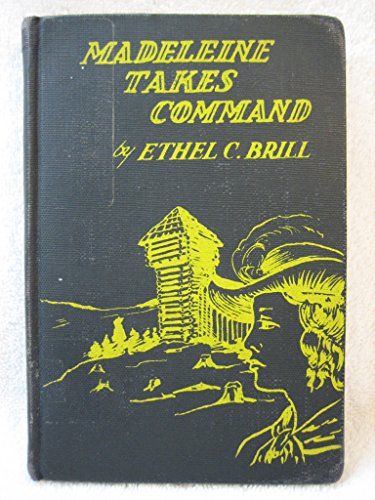 MADELEINE
TAKES
COMMAND
by ETHEL C. BRILL